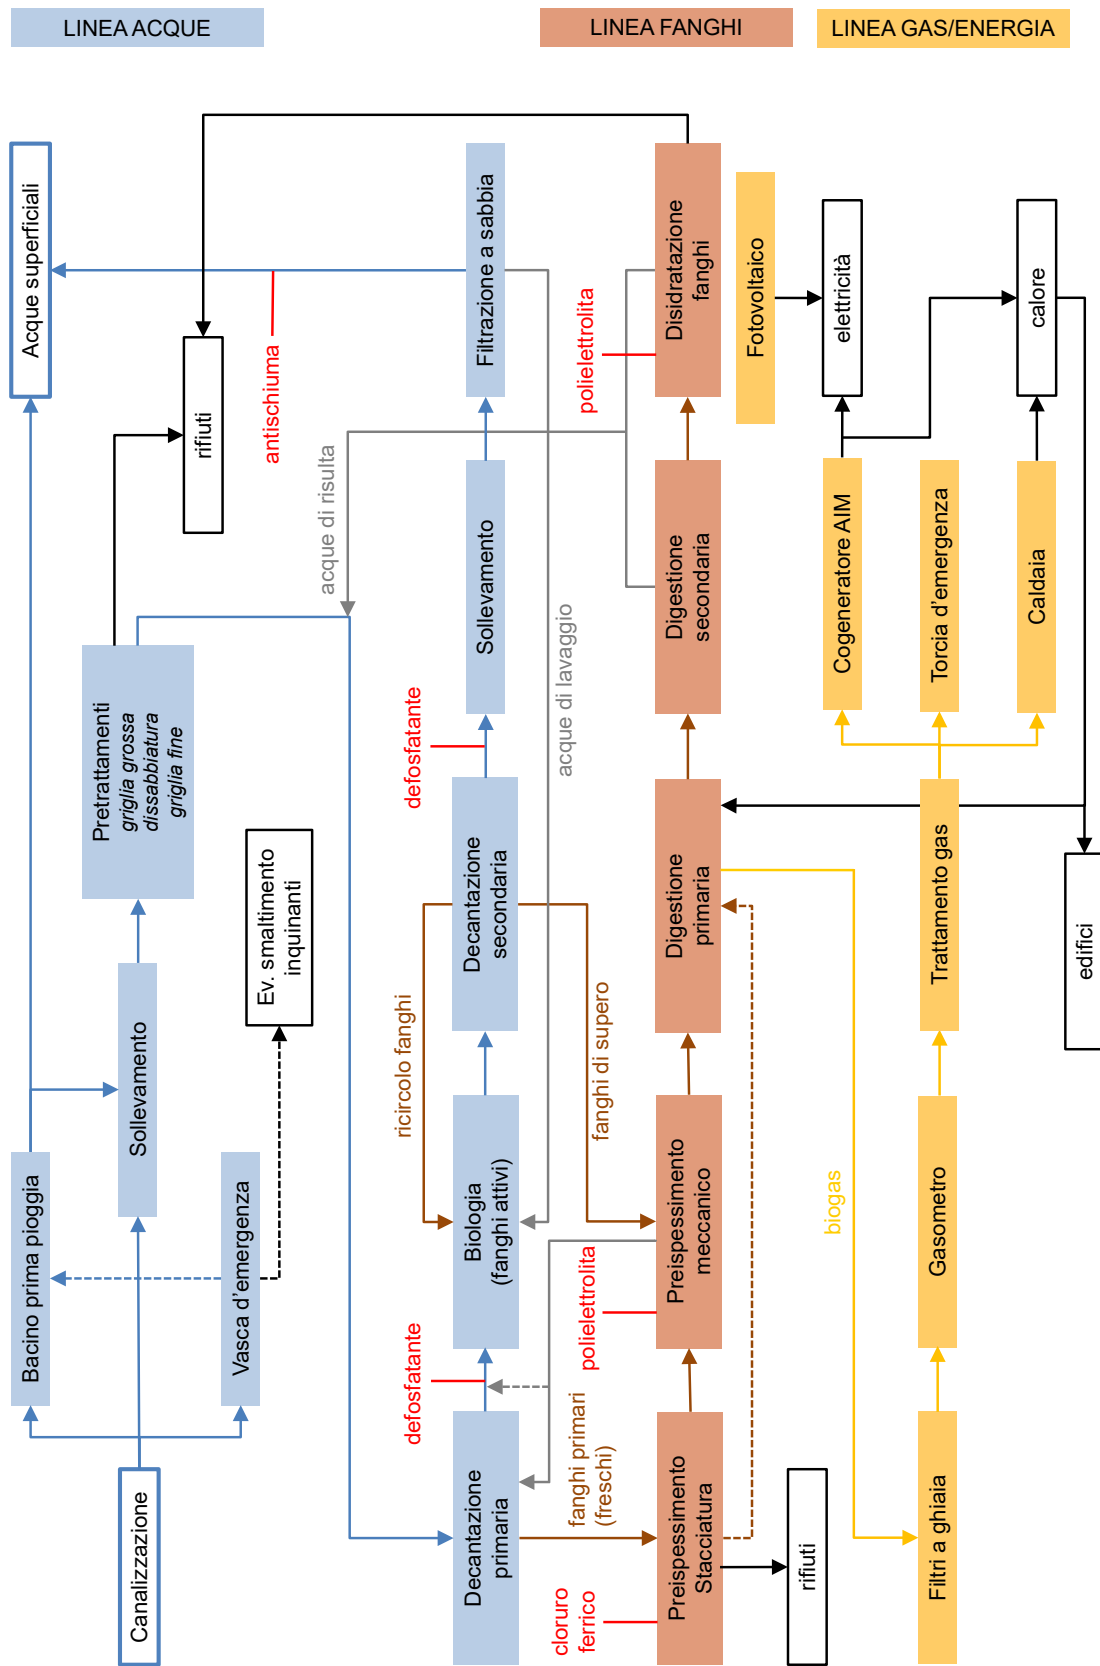 LINEA ACQUE
LINEA FANGHI
LINEA GAS/ENERGIA
Canalizzazione
Bacino prima pioggia
Vasca d'emergenza
Sollevamento
Ev. smaltimento
inquinanti
Pretrattamenti
griglia grossa
dissabbiatura
griglia fine
rifiuti
Acque superficiali
antischiuma
acque di risulta
Decantazione
primaria
defosfatante
Biologia
(fanghi attivi)
ricircolo fanghi
Decantazione
secondaria
defosfatante
Sollevamento
Filtrazione a sabbia
acque di lavaggio
fanghi di supero
fanghi primari
(freschi)
cloruro
ferrico
Preispessimento
Stacciatura
rifiuti
polielettrolita
Preispessimento
meccanico
Digestione
primaria
Digestione
secondaria
polielettrolita
Disidratazione
fanghi
biogas
Filtri a ghiaia
Gasometro
Trattamento gas
Cogeneratore AIM
Torcia d'emergenza
Caldaia
Fotovoltaico
elettricità
calore
edifici